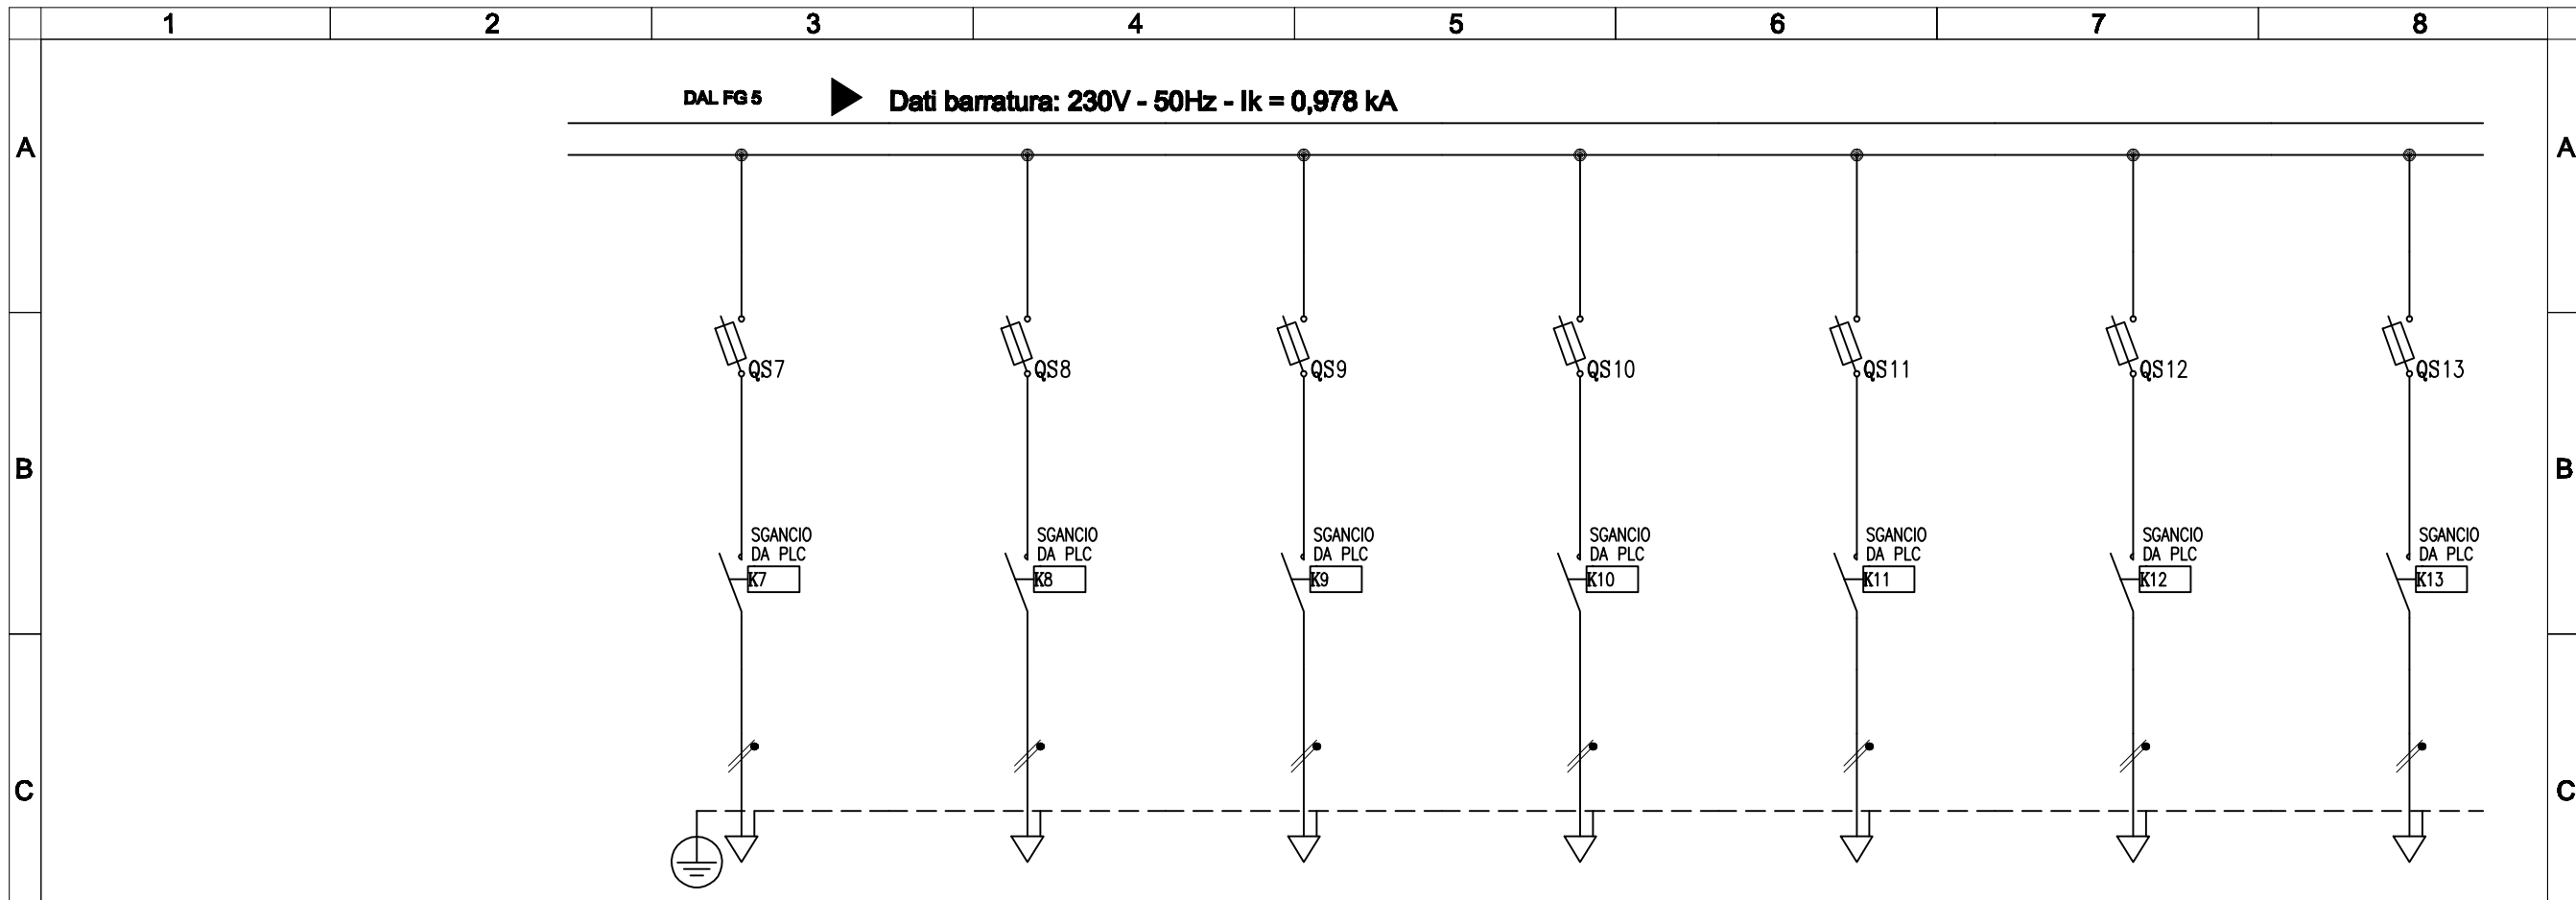 1 2 3 4 5 6 7 8
DAL FG 5 Dati barratura: 230V - 50Hz - Ik = 0,978 kA
A A
QS7 QS8 QS9 QS10 QS11 QS12 QS13
B B
SGANCIO SGANCIO SGANCIO SGANCIO SGANCIO SGANCIO SGANCIO
DA PLC DA PLC DA PLC DA PLC DA PLC DA PLC DA PLC
K7 K8 K9 K10 K11 K12 K13
C C